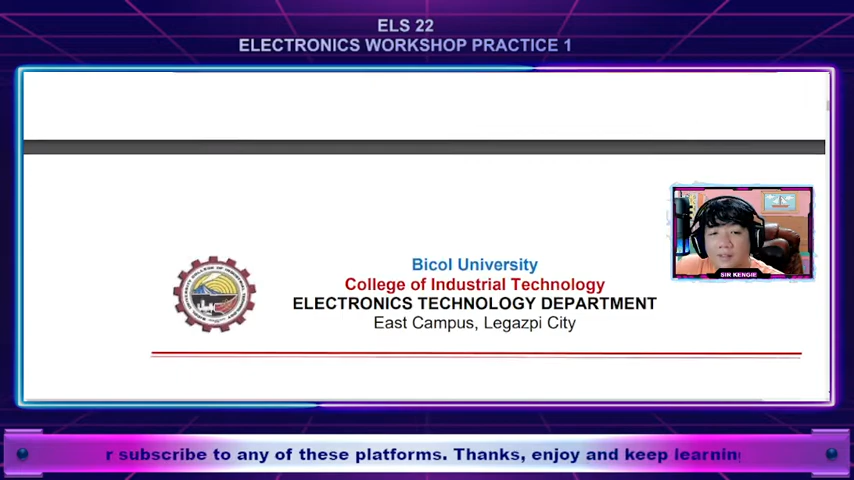 ELS 22
ELECTRONICS WORKSHOP PRACTICE 1
Bicol University
College of Industrial Technology
ELECTRONICS TECHNOLOGY DEPARTMENT
East Campus, Legazpi City
SIR KENGIE
r subscribe to any of these platforms. Thanks, enjoy and keep learning